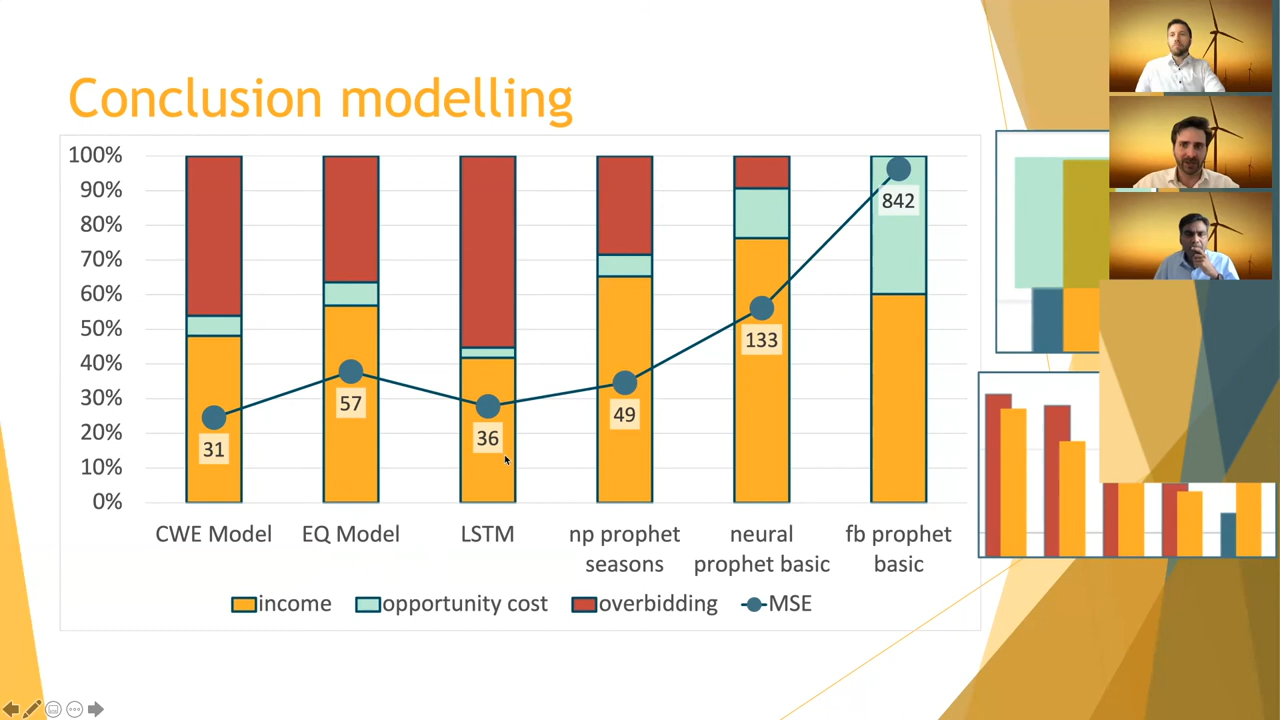 Conclusion modelling
100%
90%
80%
70%
60%
50%
40%
30%
20%
10%
0%
31
57
36
49
133
842
CWE Model
EQ Model
LSTM
np prophet
seasons
neural
prophet basic
fb prophet
basic
income
opportunity cost
overbidding
MSE